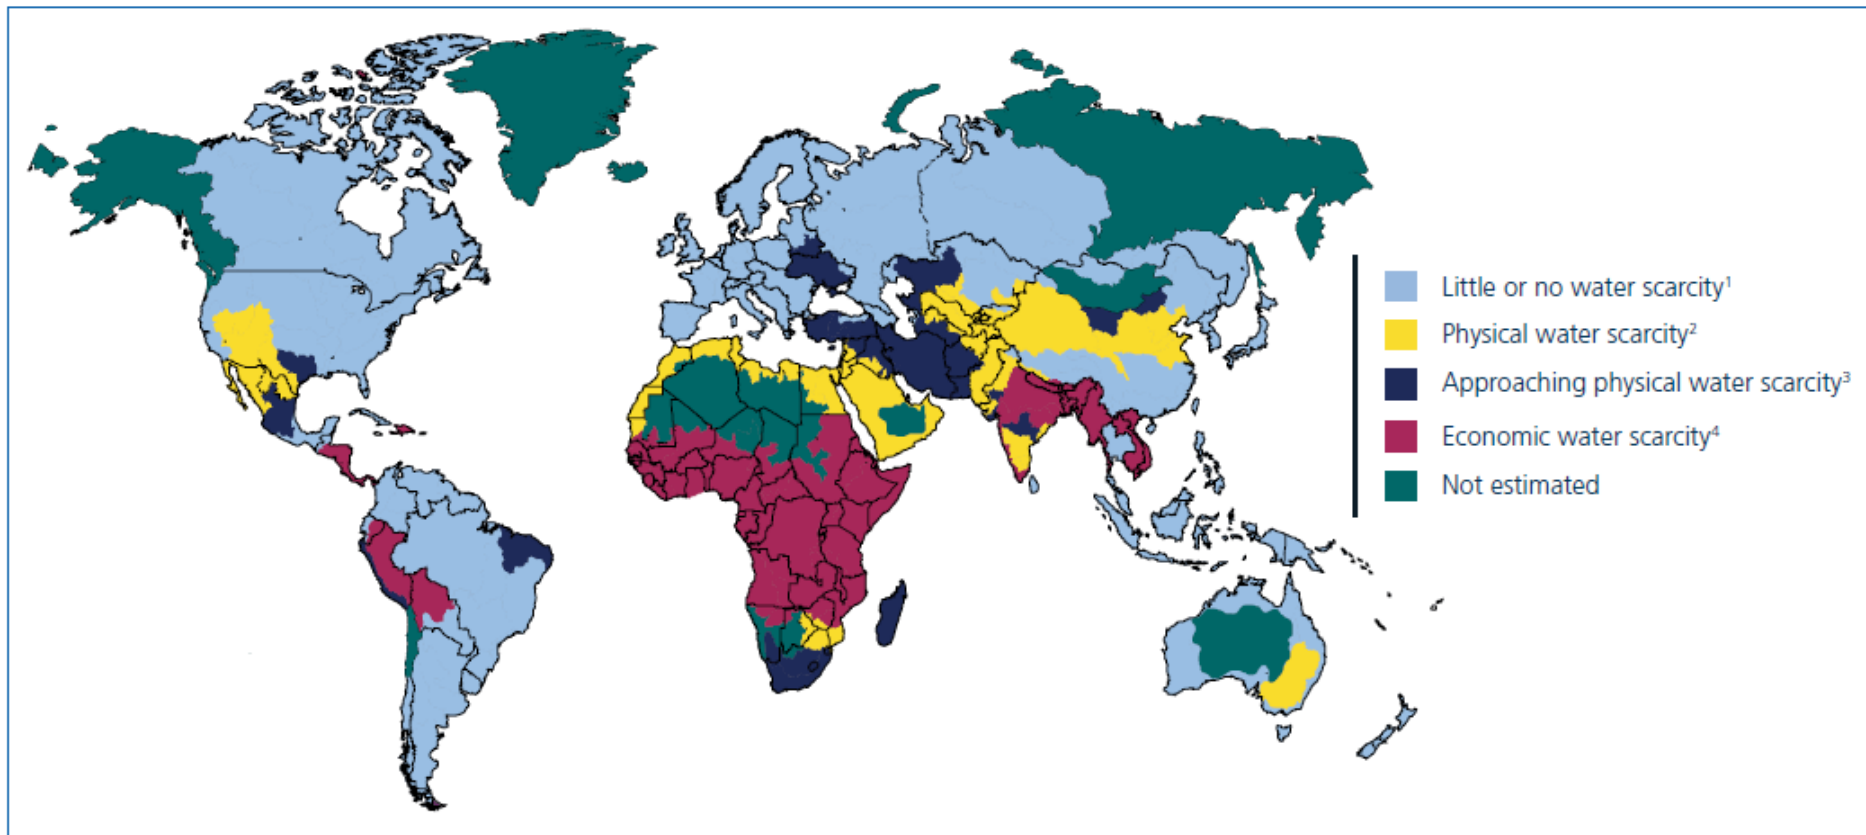 Little or no water scarcity¹
Physical water scarcity²
Approaching physical water scarcity³
Economic water scarcity⁴
Not estimated